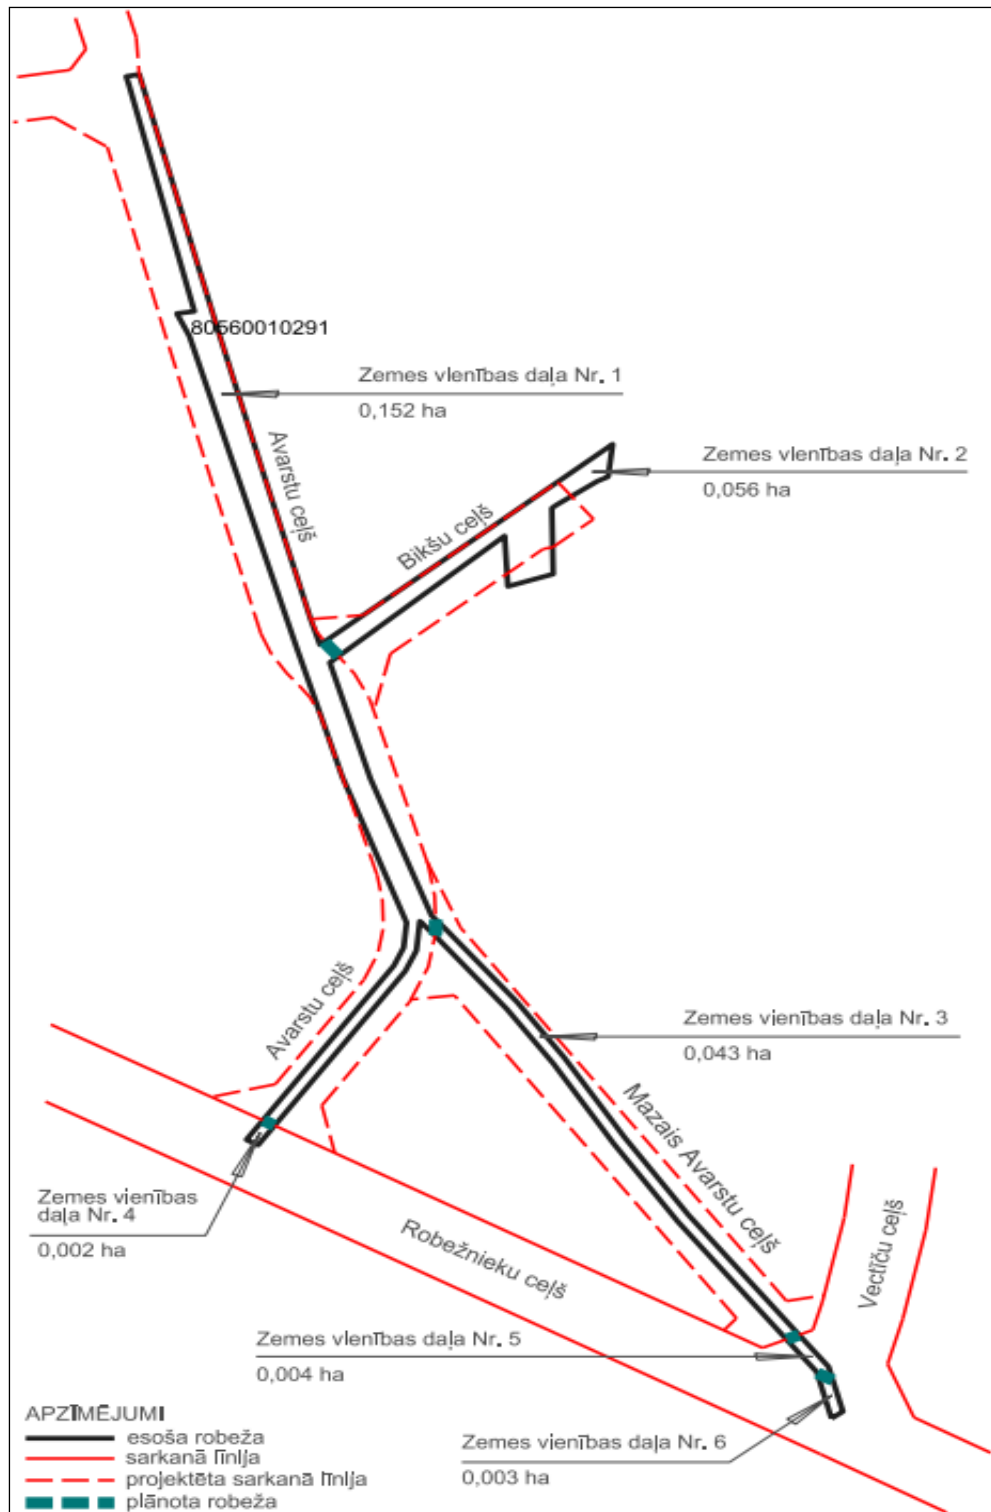 80560010291
Zemes vienības daļa Nr. 1
0,152 ha
Avarstu ceļš
Zemes vienības daļa Nr. 2
0,056 ha
Bikšu ceļš
Avarstu ceļš
Zemes vienības daļa Nr. 3
0,043 ha
Mazais Avarstu ceļš
Zemes vienības
daļa Nr. 4
0,002 ha
Robežnieku ceļš
Vectīču ceļš
Zemes vienības daļa Nr. 5
0,004 ha
Zemes vienības daļa Nr. 6
0,003 ha
APZĪMĒJUMI
esoša robeža
sarkanā līnija
projektēta sarkanā līnija
plānota robeža